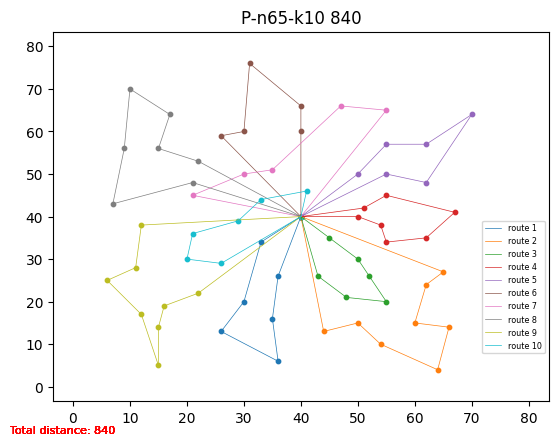 P-n65-k10 840
80
70
60
50
40
30
20
10
0
route 1
route 2
route 3
route 4
route 5
route 6
route 7
route 8
route 9
route 10
0 10 20 30 40 50 60 70 80
Total distance: 840